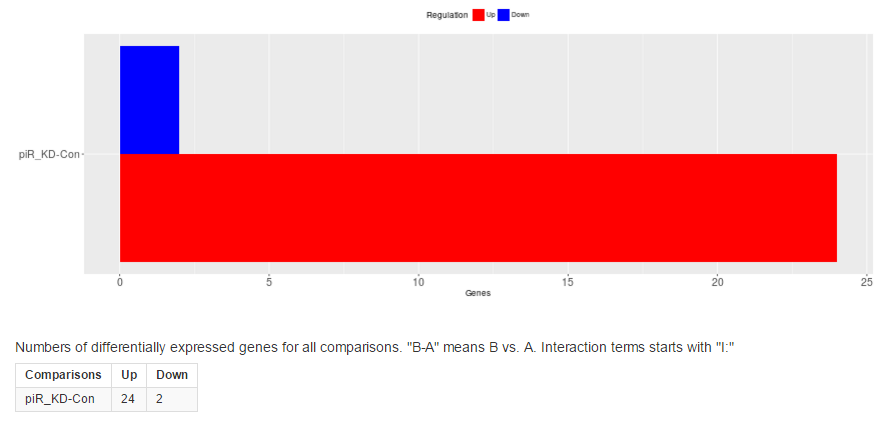 Regulation Up Down
piR_KD-Con
0 5 10 15 20 25
Genes
Numbers of differentially expressed genes for all comparisons. "B-A" means B vs. A. Interaction terms starts with "I:"
Comparisons Up Down
piR_KD-Con 24 2